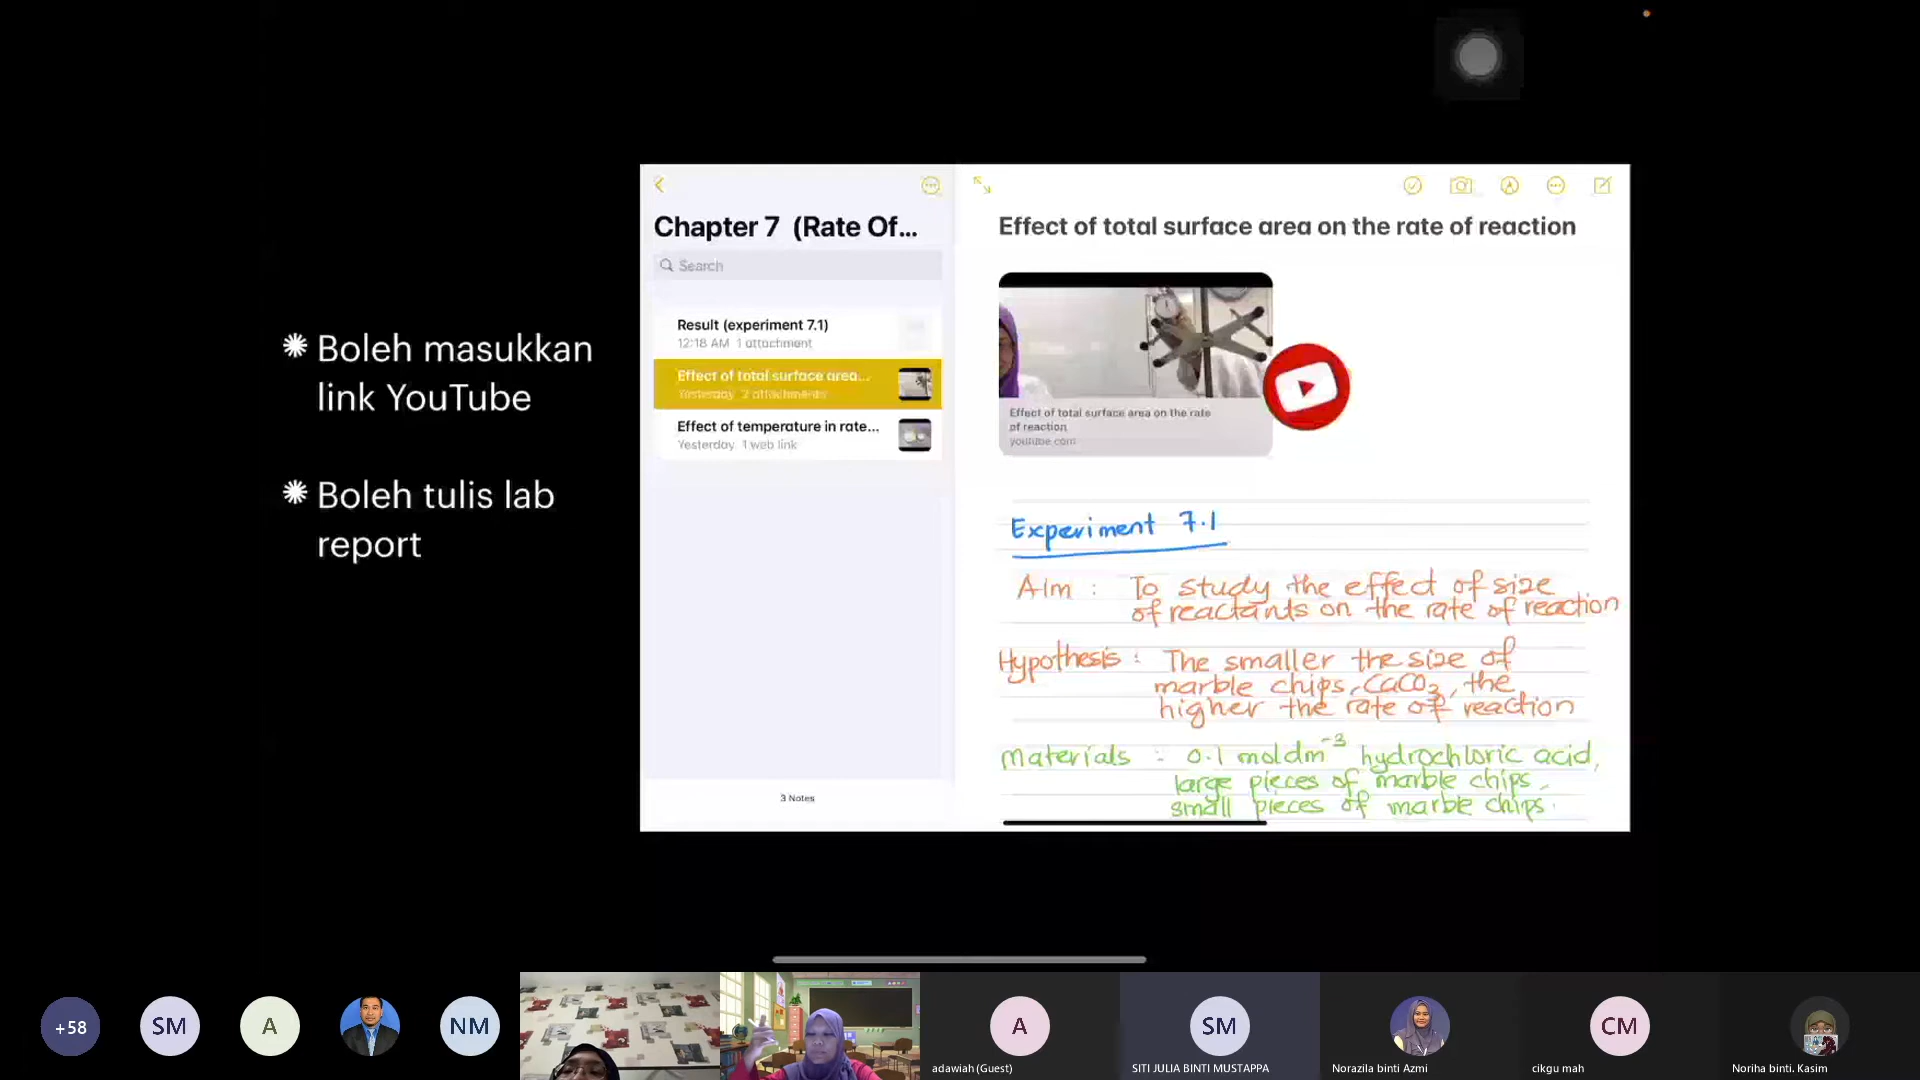 Boleh masukkan
link YouTube
Boleh tulis lab
report
Chapter 7 (Rate Of...
Search
Result (experiment 7.1)
12:18 AM 1 attachment
Effect of total surface area...
Yesterday 2 attachments
Effect of temperature in rate...
Yesterday 1 web link
3 Notes
Effect of total surface area on the rate of reaction
Effect of total surface area on the rate
of reaction
youtube.com
Experiment 7.1
Aim : To study the effect of size
of reactants on the rate of reaction
Hypothesis : The smaller the size of
marble chips, CaCO₃, the
higher the rate of reaction
Materials : 0.1 moldm⁻³ hydrochloric acid,
large pieces of marble chips,
small pieces of marble chips.
+58
SM
A
NM
A
adawiah (Guest)
SM
SITI JULIA BINTI MUSTAPPA
Norazila binti Azmi
CM
cikgu mah
Noriha binti. Kasim